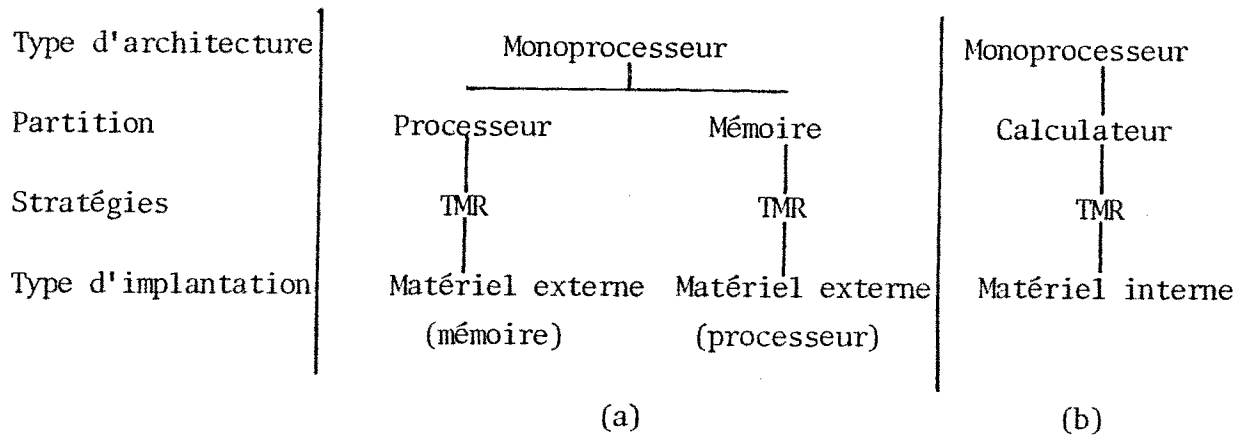 Type d'architecture Monoprocesseur Monoprocesseur
Partition Processeur Mémoire Calculateur
Stratégies TMR TMR TMR
Type d'implantation Matériel externe Matériel externe Matériel interne
(mémoire) (processeur)
(a) (b)